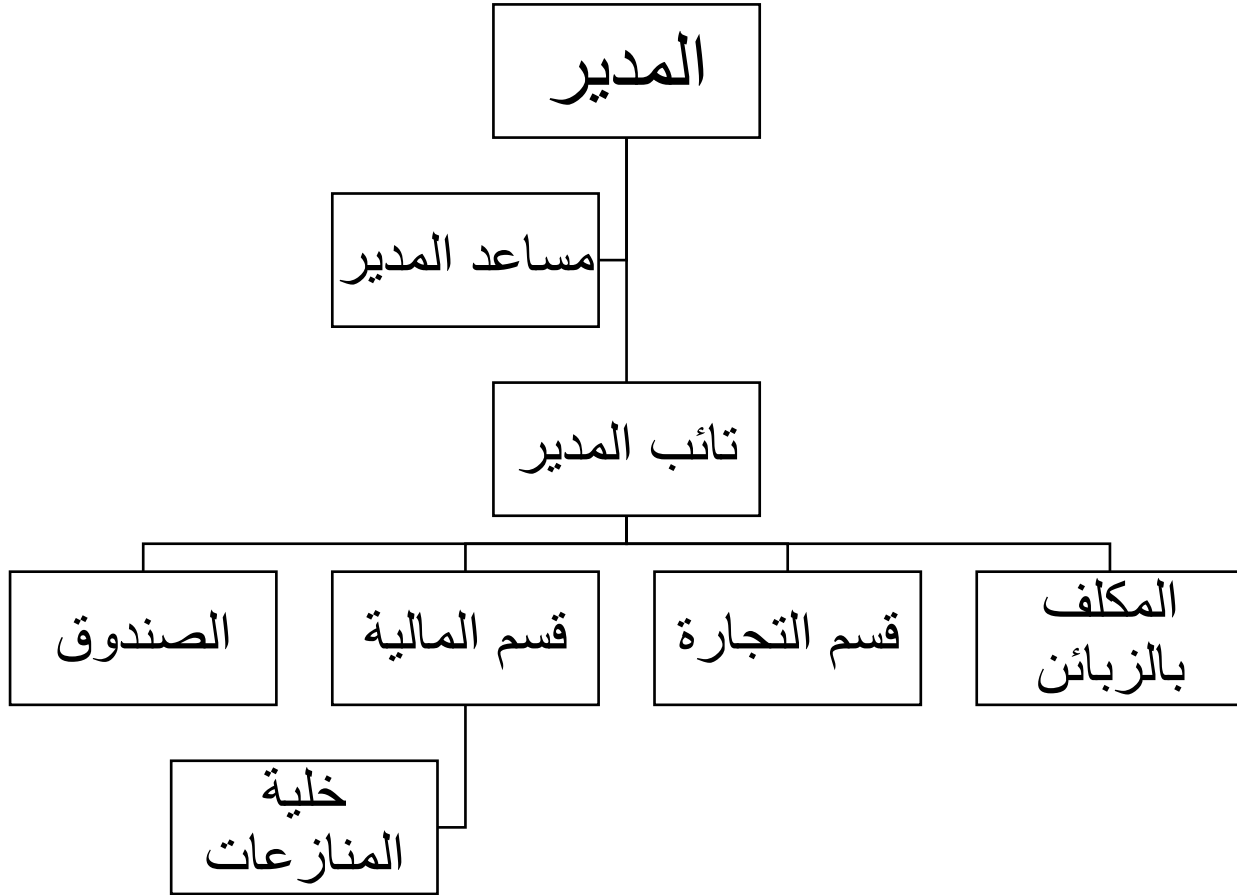 المدير
مساعد المدير
تائب المدير
المكلف
بالزبائن
قسم التجارة
قسم المالية
الصندوق
خلية
المنازعات